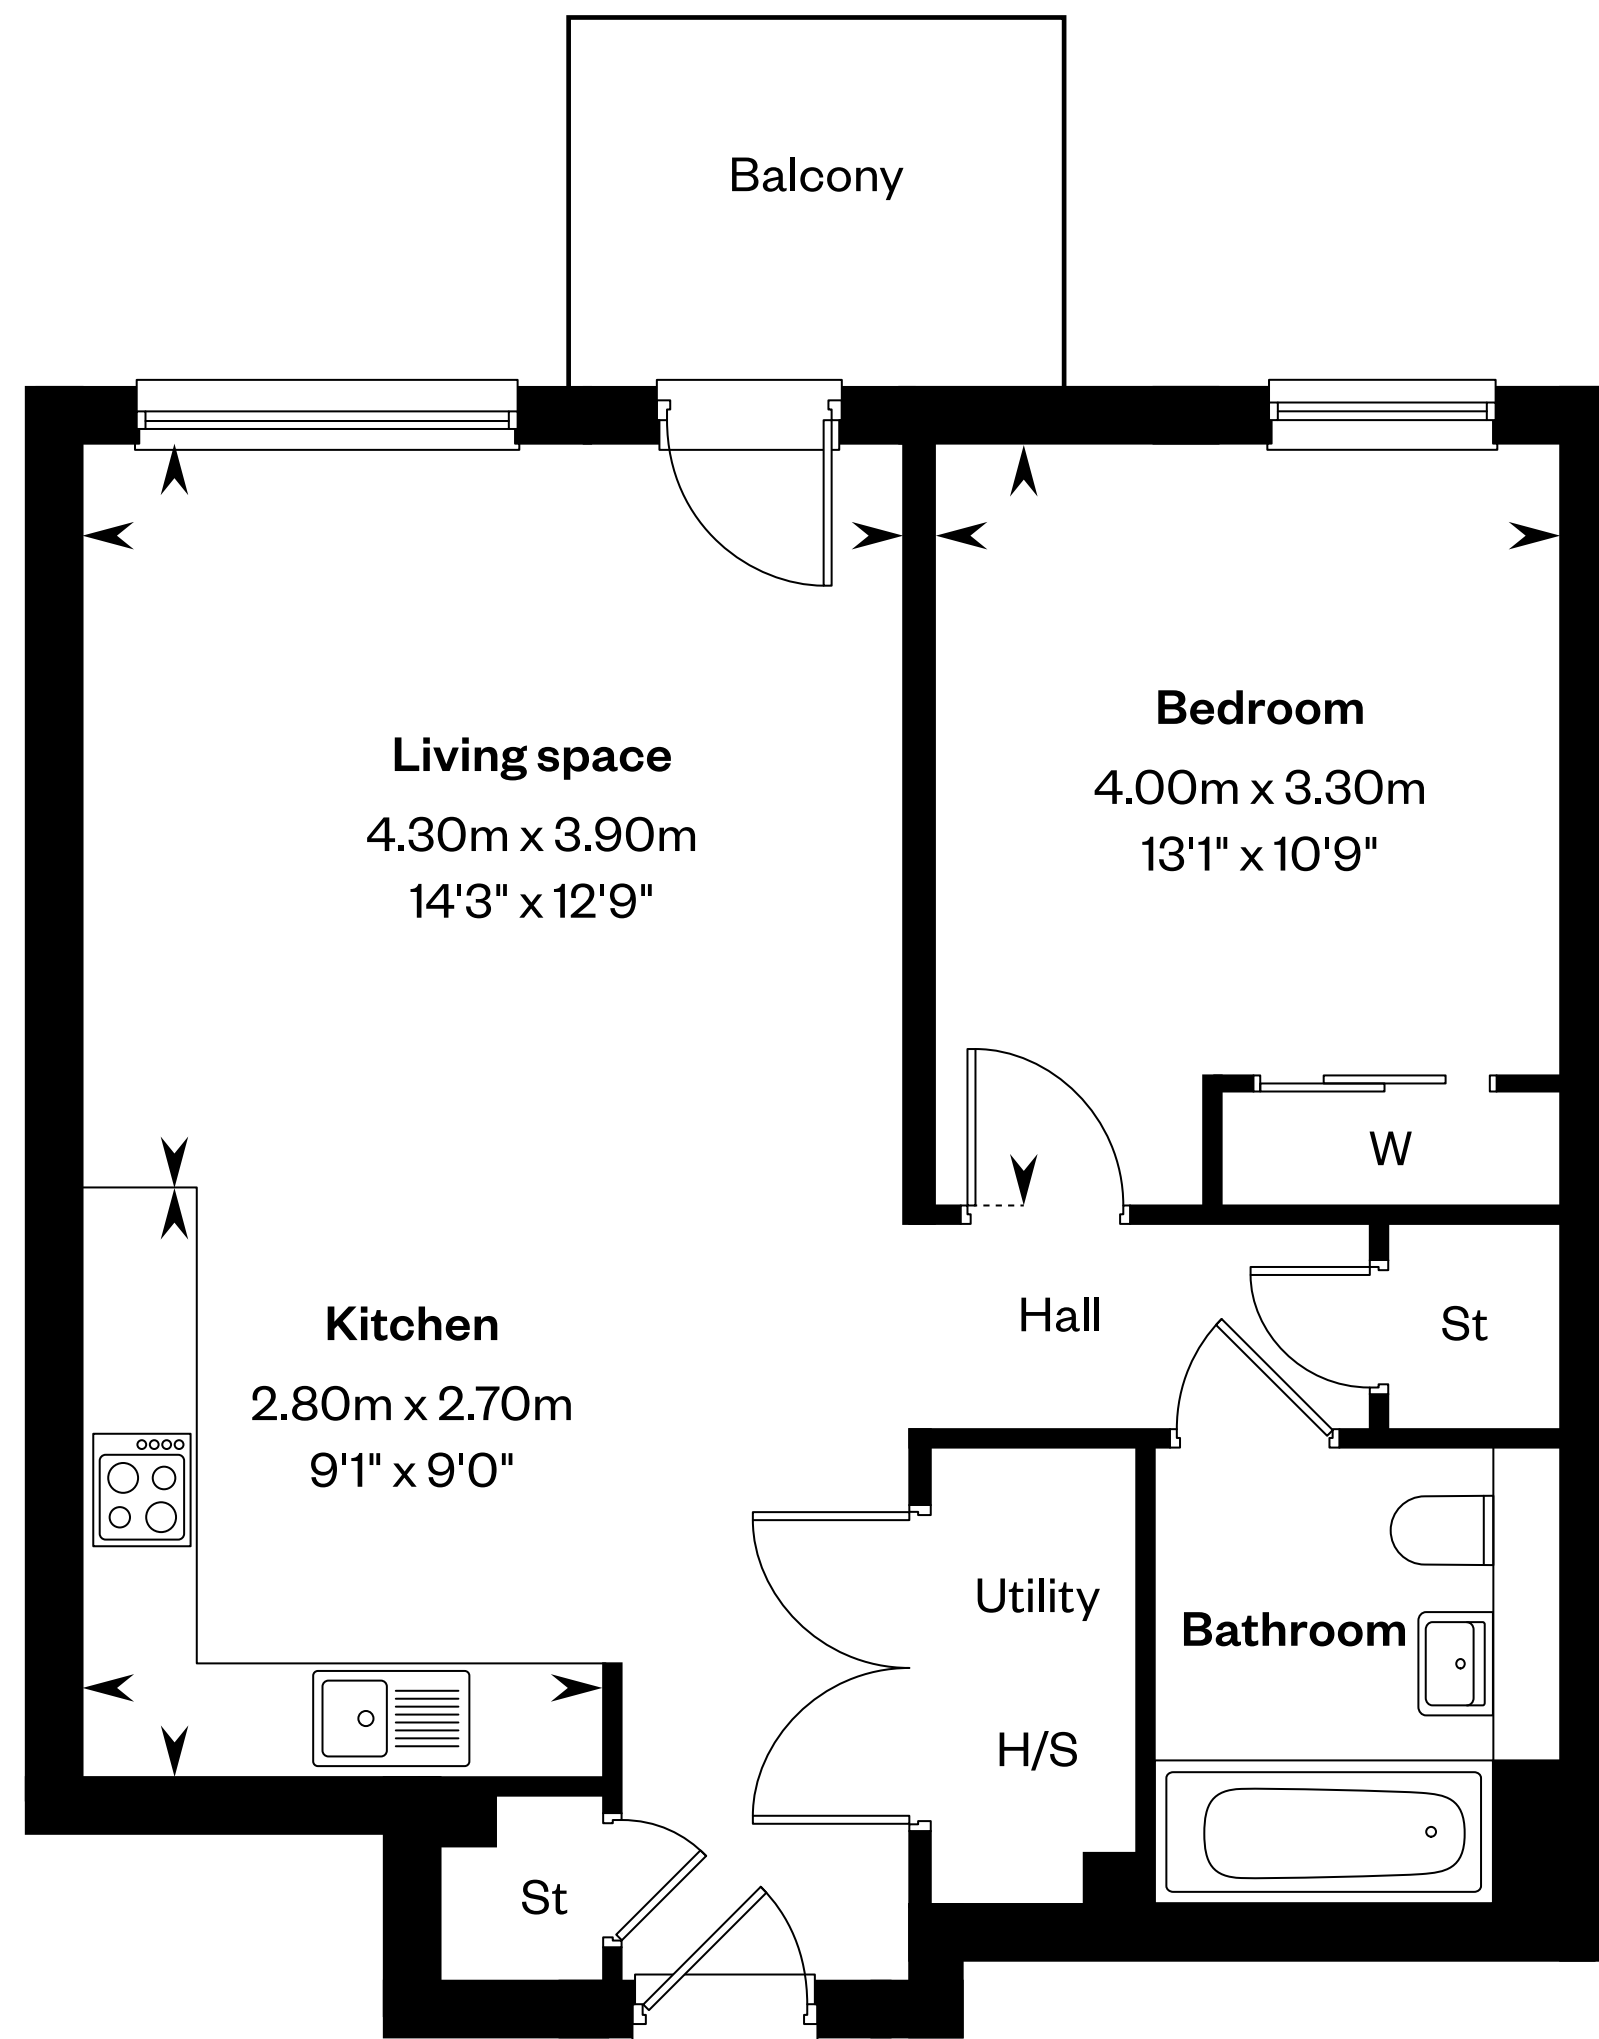 Balcony
Living space
4.30m x 3.90m
14'3" x 12'9"
Bedroom
4.00m x 3.30m
13'1" x 10'9"
W
Kitchen
2.80m x 2.70m
9'1" x 9'0"
Hall
St
Utility
H/S
Bathroom
St